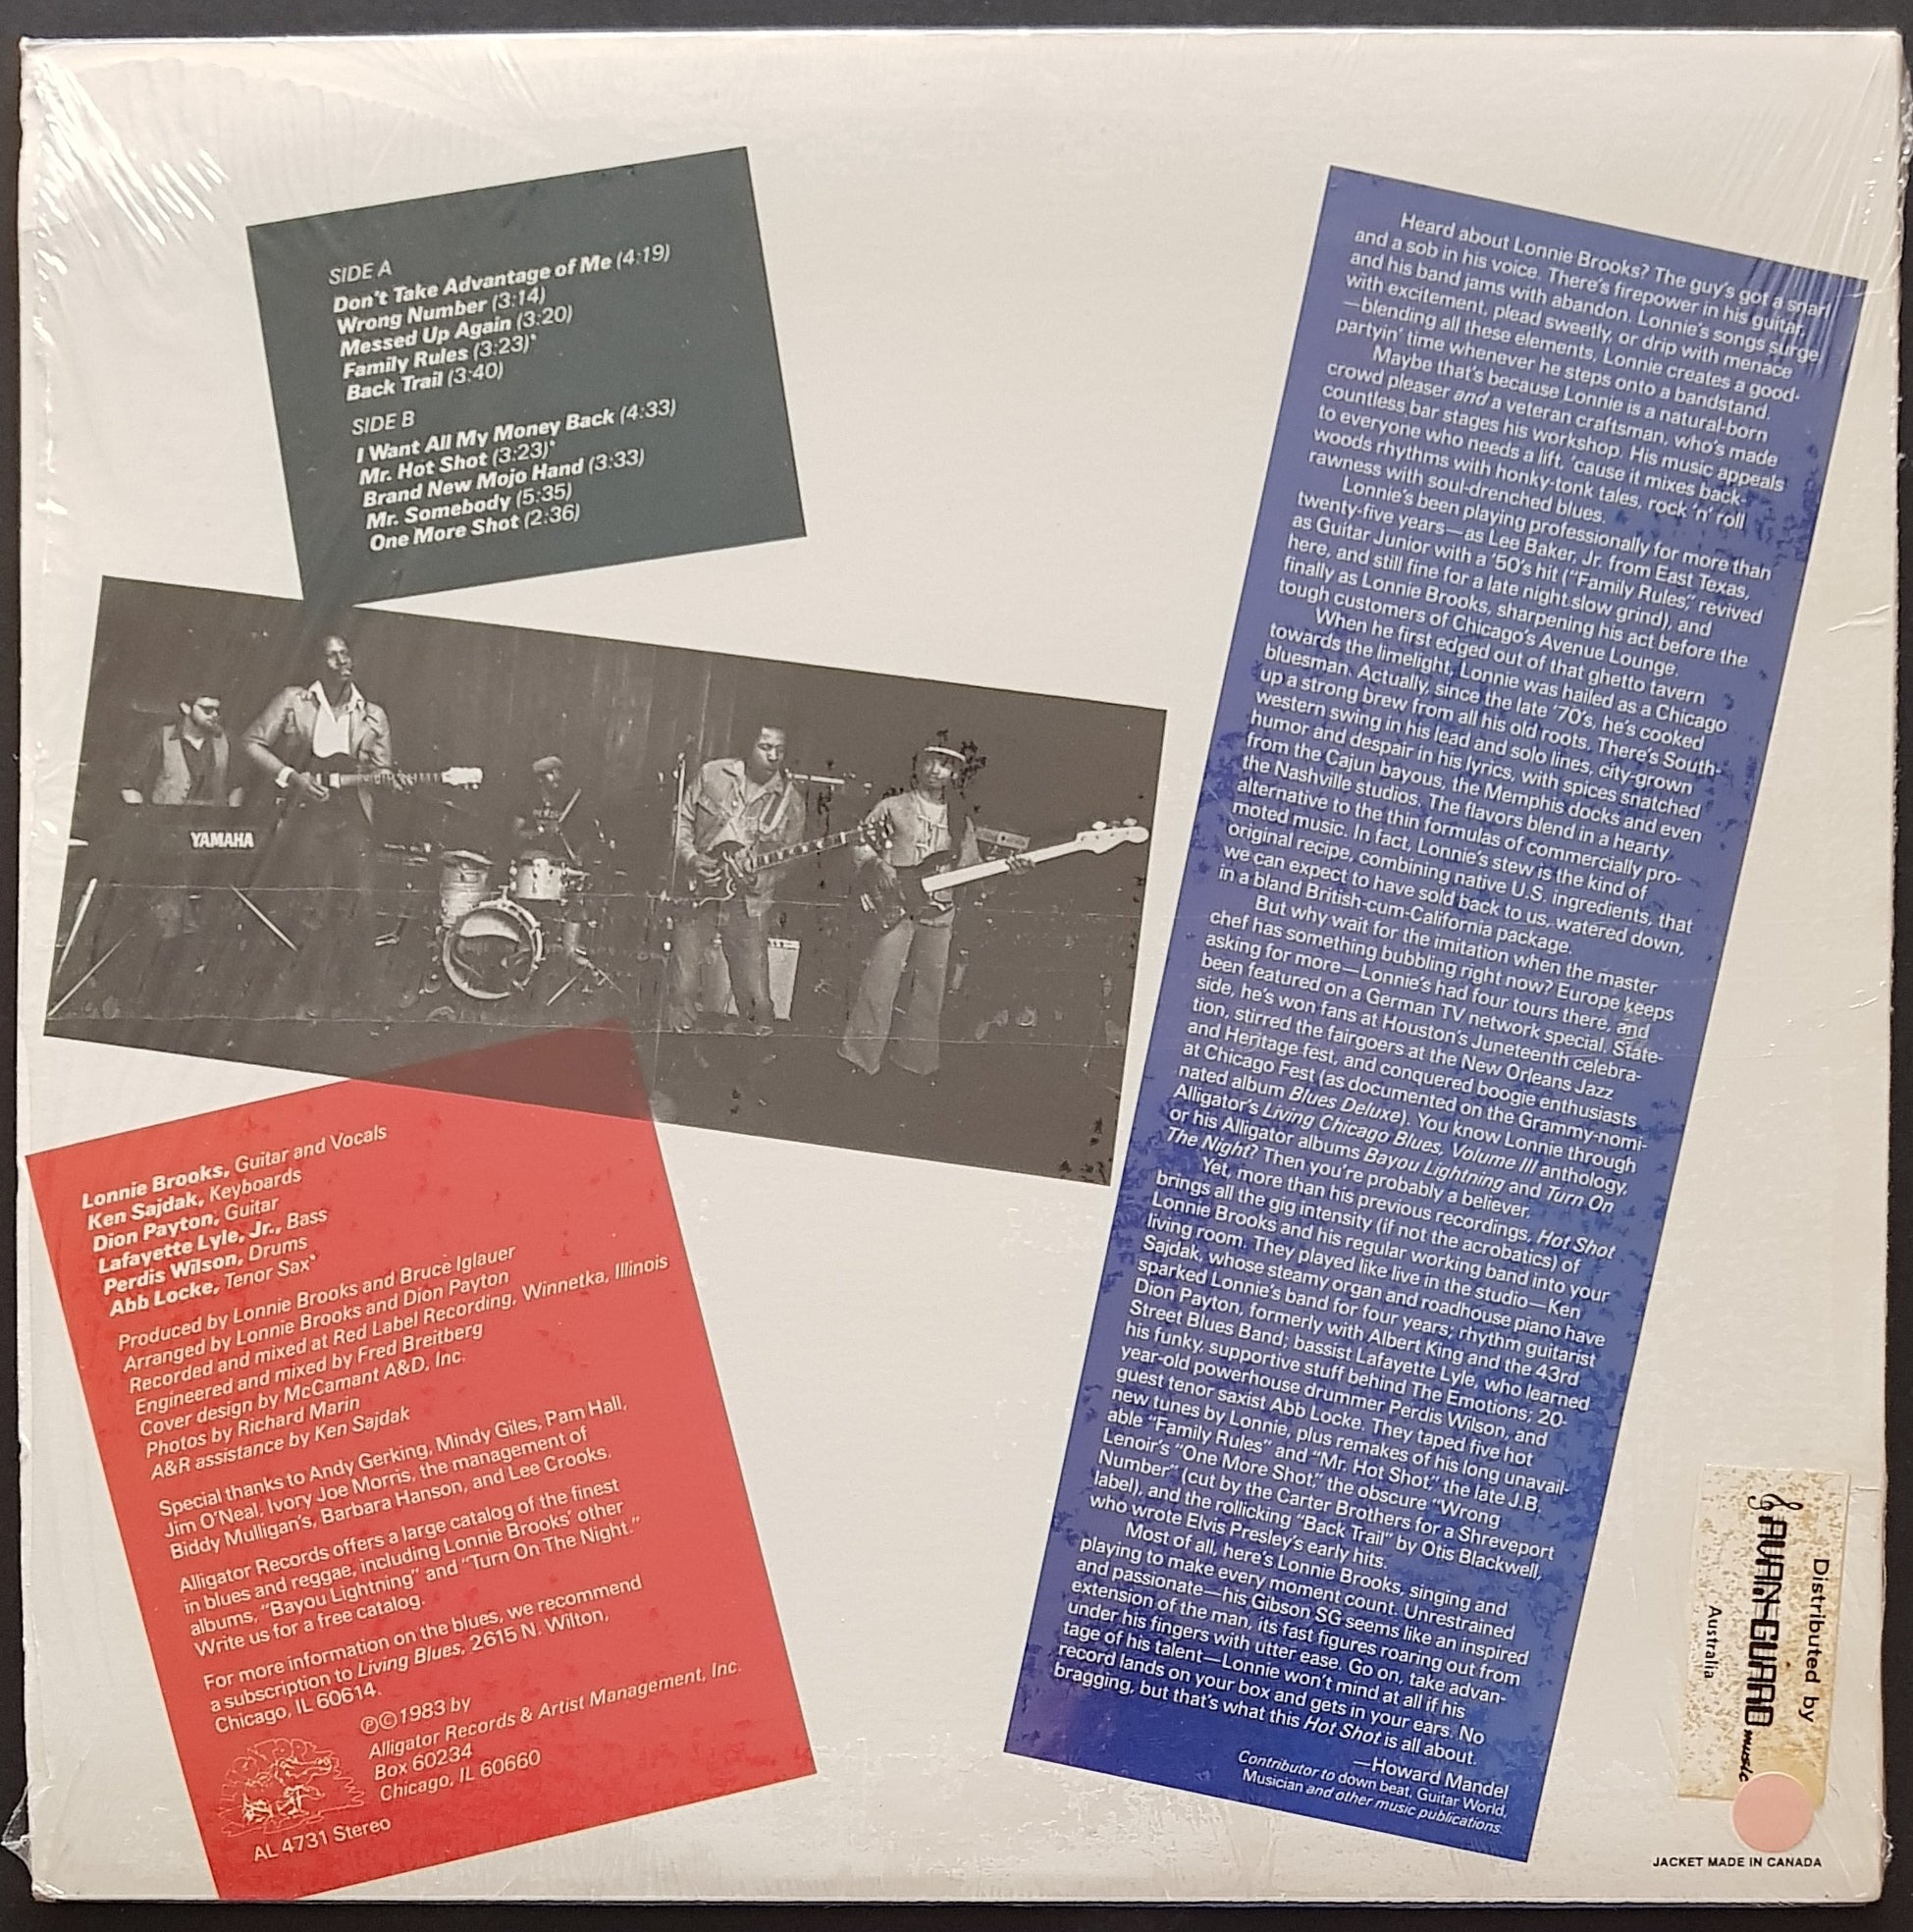 SIDE A
Don't Take Advantage of Me (4:19)
Wrong Number (3:14)
Messed Up Again (3:20)
Family Rules (3:23)*
Back Trail (3:40)
SIDE B
I Want All My Money Back (4:33)
Mr. Hot Shot (3:23)*
Brand New Mojo Hand (3:33)
Mr. Somebody (5:35)
One More Shot (2:36)
YAMAHA
Lonnie Brooks, Guitar and Vocals
Ken Sajdak, Keyboards
Dion Payton, Guitar
Lafayette Lyle, Jr., Bass
Perdis Wilson, Drums
Abb Locke, Tenor Sax*
Produced by Lonnie Brooks and Bruce Iglauer
Arranged by Lonnie Brooks and Dion Payton
Recorded and mixed at Red Label Recording, Winnetka, Illinois
Engineered and mixed by Fred Breitberg
Cover design by McCamant A&D, Inc.
Photos by Richard Marin
A&R assistance by Ken Sajdak
Special thanks to Andy Gerking, Mindy Giles, Pam Hall,
Jim O'Neal, Ivory Joe Morris, the management of
Biddy Mulligan's, Barbara Hanson, and Lee Crooks.
Alligator Records offers a large catalog of the finest
in blues and reggae, including Lonnie Brooks' other
albums, "Bayou Lightning" and "Turn On The Night."
Write us for a free catalog.
For more information on the blues, we recommend
a subscription to Living Blues, 2615 N. Wilton,
Chicago, IL 60614.
℗©1983 by
Alligator Records & Artist Management, Inc.
Box 60234
Chicago, IL 60660
AL 4731 Stereo
Heard about Lonnie Brooks? The guy's got a snarl
and a sob in his voice. There's firepower in his guitar,
and his band jams with abandon. Lonnie's songs surge
with excitement, plead sweetly, or drip with menace
—blending all these elements, Lonnie creates a good-
partyin' time whenever he steps onto a bandstand.
Maybe that's because Lonnie is a natural-born
crowd pleaser and a veteran craftsman, who's made
countless bar stages his workshop. His music appeals
to everyone who needs a lift, 'cause it mixes back-
woods rhythms with honky-tonk tales, rock 'n' roll
rawness with soul-drenched blues.
Lonnie's been playing professionally for more than
twenty-five years—as Lee Baker, Jr. from East Texas,
as Guitar Junior with a '50's hit ("Family Rules," revived
here, and still fine for a late night slow grind), and
finally as Lonnie Brooks, sharpening his act before the
tough customers of Chicago's Avenue Lounge.
When he first edged out of that ghetto tavern
towards the limelight, Lonnie was hailed as a Chicago
bluesman. Actually, since the late '70's, he's cooked
up a strong brew from all his old roots. There's South-
western swing in his lead and solo lines, city-grown
humor and despair in his lyrics, with spices snatched
from the Cajun bayous, the Memphis docks and even
the Nashville studios. The flavors blend in a hearty
alternative to the thin formulas of commercially pro-
moted music. In fact, Lonnie's stew is the kind of
original recipe, combining native U.S. ingredients, that
we can expect to have sold back to us, watered down,
in a bland British-cum-California package.
But why wait for the imitation when the master
chef has something bubbling right now? Europe keeps
asking for more—Lonnie's had four tours there, and
been featured on a German TV network special. State-
side, he's won fans at Houston's Juneteenth celebra-
tion, stirred the fairgoers at the New Orleans Jazz
and Heritage fest, and conquered boogie enthusiasts
at Chicago Fest (as documented on the Grammy-nomi-
nated album Blues Deluxe). You know Lonnie through
Alligator's Living Chicago Blues, Volume III anthology,
or his Alligator albums Bayou Lightning and Turn On
The Night? Then you're probably a believer.
Yet, more than his previous recordings, Hot Shot
brings all the gig intensity (if not the acrobatics) of
Lonnie Brooks and his regular working band into your
living room. They played like live in the studio—Ken
Sajdak, whose steamy organ and roadhouse piano have
sparked Lonnie's band for four years; rhythm guitarist
Dion Payton, formerly with Albert King and the 43rd
Street Blues Band; bassist Lafayette Lyle, who learned
his funky, supportive stuff behind The Emotions; 20-
year-old powerhouse drummer Perdis Wilson, and
guest tenor saxist Abb Locke. They taped five hot
new tunes by Lonnie, plus remakes of his long unavail-
able "Family Rules" and "Mr. Hot Shot," the late J.B.
Lenoir's "One More Shot," the obscure "Wrong
Number" (cut by the Carter Brothers for a Shreveport
label), and the rollicking "Back Trail" by Otis Blackwell,
who wrote Elvis Presley's early hits.
Most of all, here's Lonnie Brooks, singing and
playing to make every moment count. Unrestrained
and passionate—his Gibson SG seems like an inspired
extension of the man, its fast figures roaring out from
under his fingers with utter ease. Go on, take advan-
tage of his talent—Lonnie won't mind at all if his
record lands on your box and gets in your ears. No
bragging, but that's what this Hot Shot is all about.
—Howard Mandel
Contributor to down beat, Guitar World,
Musician and other music publications.
Distributed by
AVAN-GUARD music
Australia
JACKET MADE IN CANADA